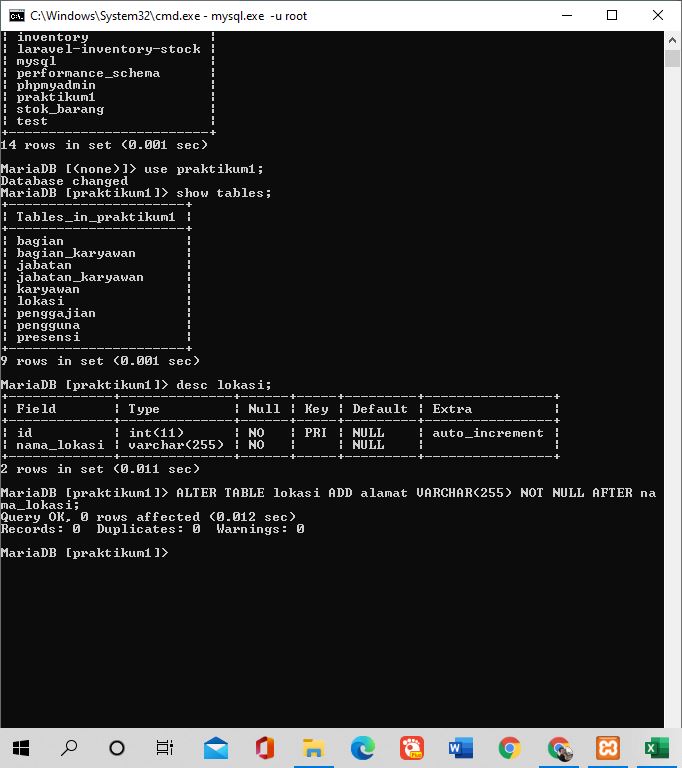 C:\Windows\System32\cmd.exe - mysql.exe -u root
| inventory |
| laravel-inventory-stock |
| mysql |
| performance_schema |
| phpmyadmin |
| praktikum1 |
| stok_barang |
| test |
+-------------------------+
14 rows in set (0.001 sec)
MariaDB [(none)]> use praktikum1;
Database changed
MariaDB [praktikum1]> show tables;
+----------------------+
| Tables_in_praktikum1 |
+----------------------+
| bagian |
| bagian_karyawan |
| jabatan |
| jabatan_karyawan |
| karyawan |
| lokasi |
| penggajian |
| pengguna |
| presensi |
+----------------------+
9 rows in set (0.001 sec)
MariaDB [praktikum1]> desc lokasi;
+-------------+--------------+------+-----+---------+----------------+
| Field | Type | Null | Key | Default | Extra |
+-------------+--------------+------+-----+---------+----------------+
| id | int(11) | NO | PRI | NULL | auto_increment |
| nama_lokasi | varchar(255) | NO | | NULL | |
+-------------+--------------+------+-----+---------+----------------+
2 rows in set (0.011 sec)
MariaDB [praktikum1]> ALTER TABLE lokasi ADD alamat VARCHAR(255) NOT NULL AFTER na
ma_lokasi;
Query OK, 0 rows affected (0.012 sec)
Records: 0  Duplicates: 0  Warnings: 0
MariaDB [praktikum1]>